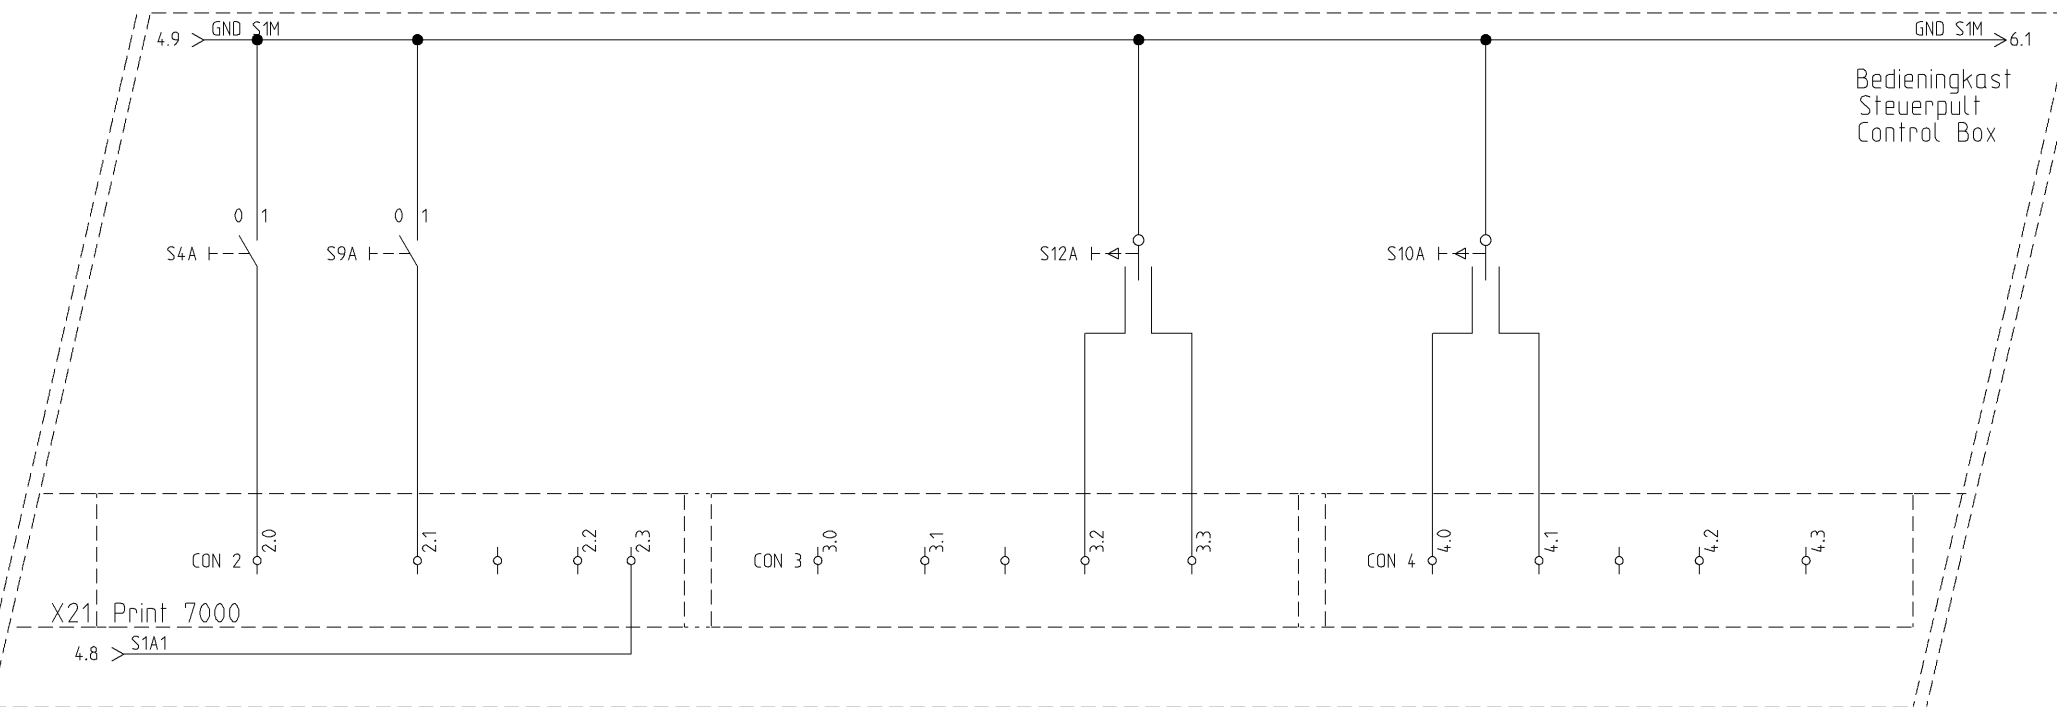 4.9
GND S1M
GND S1M
6.1
Bedieningkast
Steuerpult
Control Box
0 1
0 1
S4A
S9A
S12A
S10A
CON 2
2.0
2.1
2.2
2.3
CON 3
3.0
3.1
3.2
3.3
CON 4
4.0
4.1
4.2
4.3
X21 Print 7000
4.8
S1A1